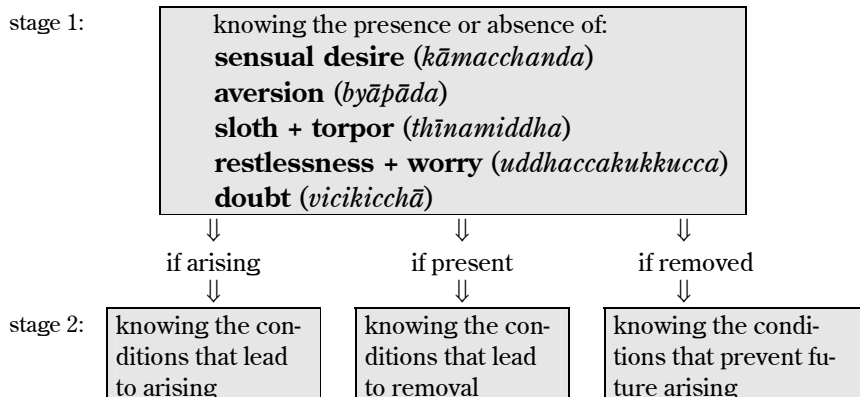 stage 1:
knowing the presence or absence of:
sensual desire (kāmacchanda)
aversion (byāpāda)
sloth + torpor (thīnamiddha)
restlessness + worry (uddhaccakukkucca)
doubt (vicikicchā)
⇓ ⇓ ⇓
if arising if present if removed
⇓ ⇓ ⇓
stage 2:
knowing the con-
ditions that lead
to arising
knowing the con-
ditions that lead
to removal
knowing the condi-
tions that prevent fu-
ture arising